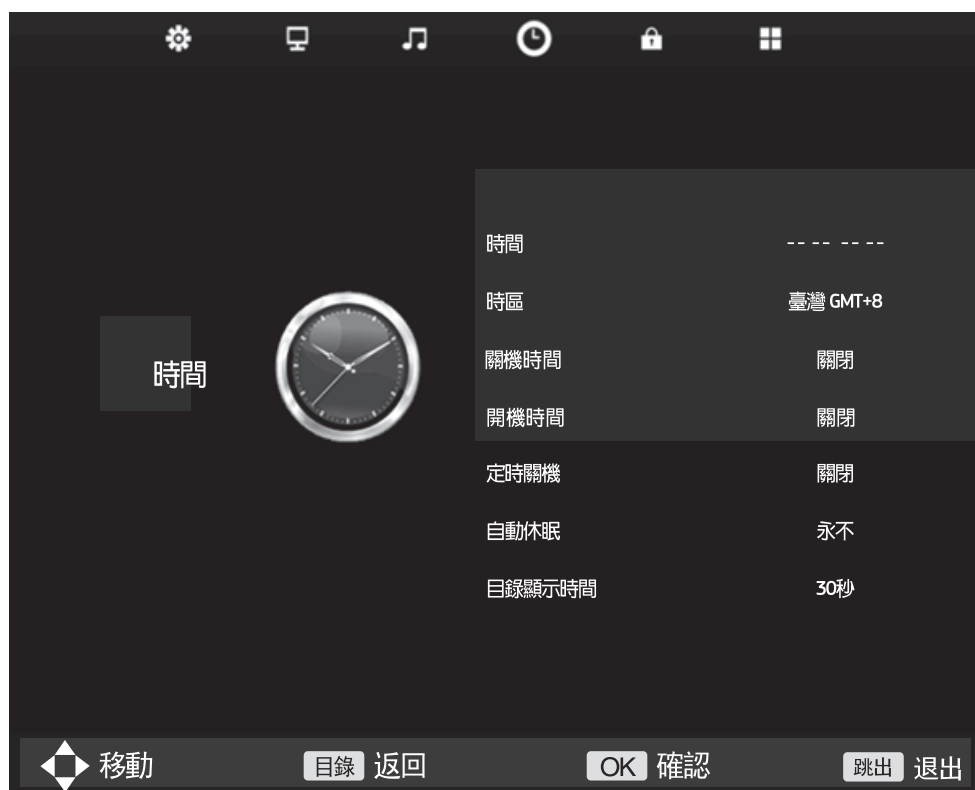 時間
時間 -- -- -- --
時區 臺灣 GMT+8
關機時間 關閉
開機時間 關閉
定時關機 關閉
自動休眠 永不
目錄顯示時間 30秒
移動 目錄 返回 OK 確認 跳出 退出